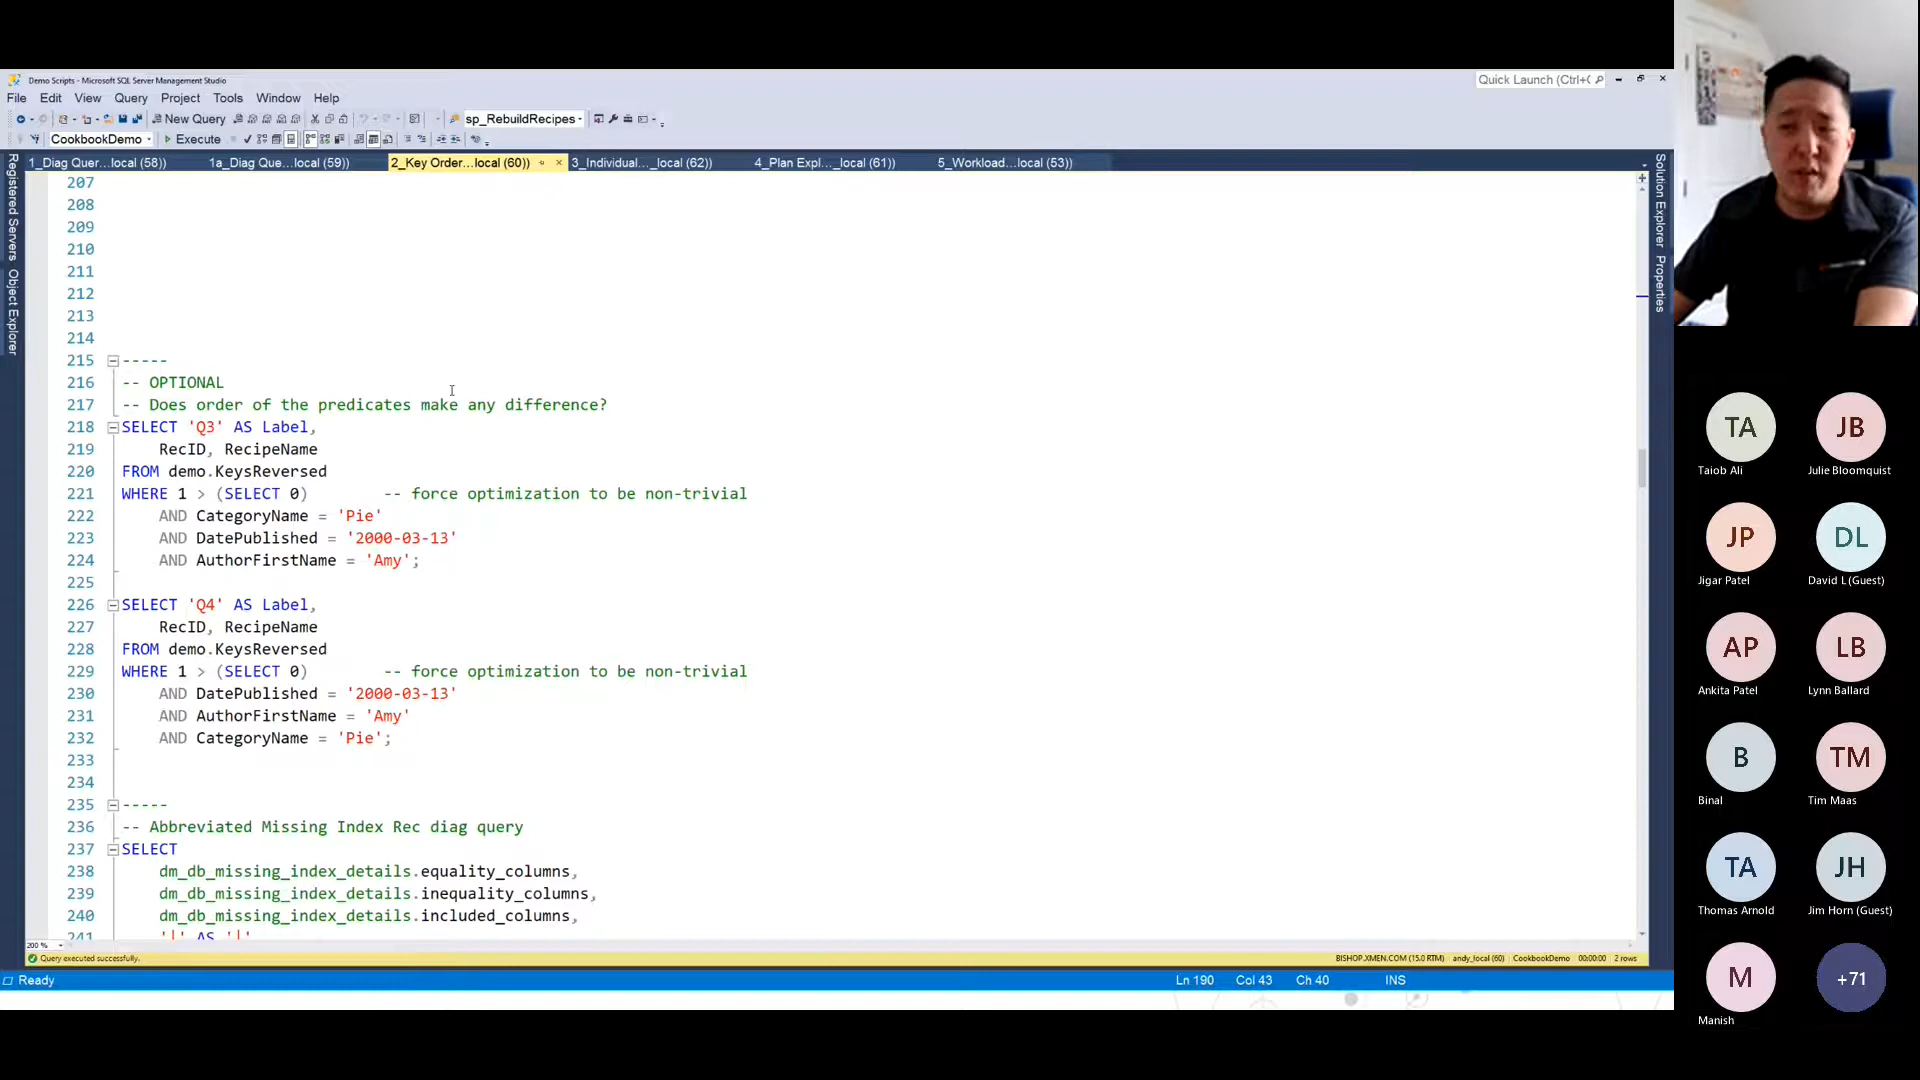 Demo Scripts - Microsoft SQL Server Management Studio
Quick Launch (Ctrl+Q
File Edit View Query Project Tools Window Help
New Query sp_RebuildRecipes
CookbookDemo Execute
1_Diag Quer...local (58)) 1a_Diag Que...local (59)) 2_Key Order...local (60)) 3_Individual..._local (62)) 4_Plan Expl..._local (61)) 5_Workload...local (53))
Registered Servers Object Explorer
Solution Explorer Properties
207
208
209
210
211
212
213
214
215 -----
216 -- OPTIONAL
217 -- Does order of the predicates make any difference?
218 SELECT 'Q3' AS Label,
219 RecID, RecipeName
220 FROM demo.KeysReversed
221 WHERE 1 > (SELECT 0) -- force optimization to be non-trivial
222 AND CategoryName = 'Pie'
223 AND DatePublished = '2000-03-13'
224 AND AuthorFirstName = 'Amy';
225
226 SELECT 'Q4' AS Label,
227 RecID, RecipeName
228 FROM demo.KeysReversed
229 WHERE 1 > (SELECT 0) -- force optimization to be non-trivial
230 AND DatePublished = '2000-03-13'
231 AND AuthorFirstName = 'Amy'
232 AND CategoryName = 'Pie';
233
234
235 -----
236 -- Abbreviated Missing Index Rec diag query
237 SELECT
238 dm_db_missing_index_details.equality_columns,
239 dm_db_missing_index_details.inequality_columns,
240 dm_db_missing_index_details.included_columns,
241 '|' AS '|'
200 %
Query executed successfully. BISHOP.XMEN.COM (15.0 RTM) andy_local (60) CookbookDemo 00:00:00 2 rows
Ready Ln 190 Col 43 Ch 40 INS
TA JB
Taiob Ali Julie Bloomquist
JP DL
Jigar Patel David L (Guest)
AP LB
Ankita Patel Lynn Ballard
B TM
Binal Tim Maas
TA JH
Thomas Arnold Jim Horn (Guest)
M +71
Manish